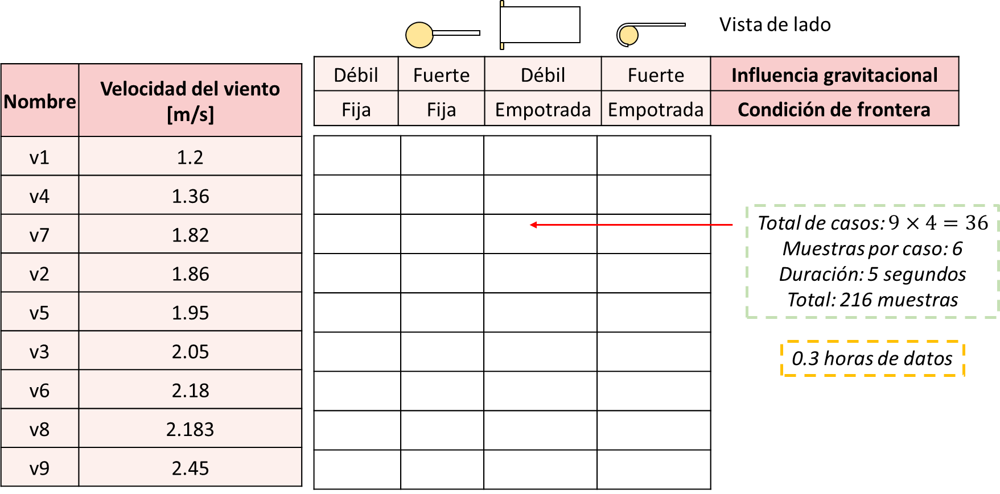 Vista de lado
Débil Fuerte Débil Fuerte Influencia gravitacional
Fija Fija Empotrada Empotrada Condición de frontera
Nombre Velocidad del viento
[m/s]
v1 1.2
v4 1.36
v7 1.82
v2 1.86
v5 1.95
v3 2.05
v6 2.18
v8 2.183
v9 2.45
Total de casos: 9 × 4 = 36
Muestras por caso: 6
Duración: 5 segundos
Total: 216 muestras
0.3 horas de datos